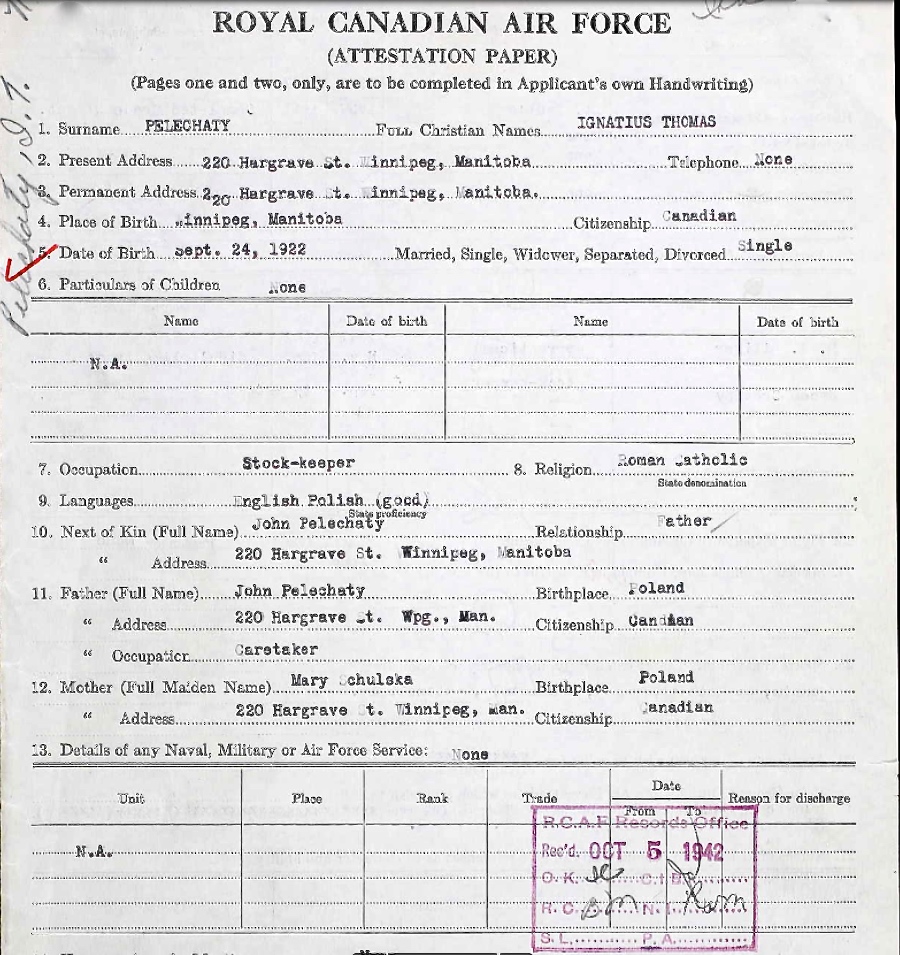 ROYAL CANADIAN AIR FORCE
(ATTESTATION PAPER)
(Pages one and two, only, are to be completed in Applicant's own Handwriting)
Pelechaty, I. T.
1. Surname PELECHATY FULL Christian Names IGNATIUS THOMAS
2. Present Address 220 Hargrave St. Winnipeg, Manitoba Telephone None
3. Permanent Address 220 Hargrave St. Winnipeg, Manitoba.
4. Place of Birth Winnipeg, Manitoba Citizenship Canadian
5. Date of Birth Sept. 24, 1922 Married, Single, Widower, Separated, Divorced Single
6. Particulars of Children None
Name Date of birth Name Date of birth
N.A.
7. Occupation Stock-keeper 8. Religion Roman Catholic
State denomination
9. Languages English Polish (good)
State proficiency
10. Next of Kin (Full Name) John Pelechaty Relationship Father
" Address 220 Hargrave St. Winnipeg, Manitoba
11. Father (Full Name) John Pelechaty Birthplace Poland
" Address 220 Hargrave St. Wpg., Man. Citizenship Canadian
" Occupation Caretaker
12. Mother (Full Maiden Name) Mary Schulska Birthplace Poland
" Address 220 Hargrave St. Winnipeg, Man. Citizenship Canadian
13. Details of any Naval, Military or Air Force Service: None
Unit Place Rank Trade Date From To Reason for discharge
N.A.
R.C.A.F Records Office
Rec'd. OCT 5 1942
O.K. C.I.B.
R.C. N.I.
S.L. P.A.